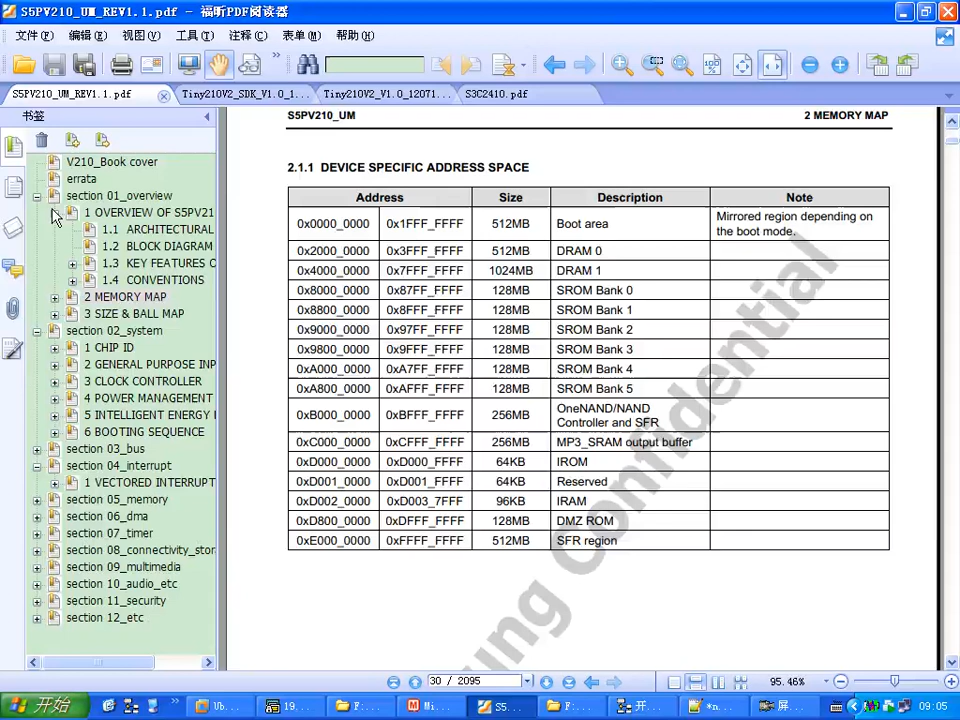 S5PV210_UM_REV1.1.pdf - 福昕PDF阅读器
文件(F) 编辑(E) 视图(V) 工具(T) 注释(C) 表单(M) 帮助(H)
S5PV210_UM_REV1.1.pdf Tiny210V2_SDK_V1.0_1... Tiny210V2_V1.0_12071... S3C2410.pdf
书签
V210_Book cover
errata
section 01_overview
1 OVERVIEW OF S5PV21
1.1 ARCHITECTURAL
1.2 BLOCK DIAGRAM
1.3 KEY FEATURES O
1.4 CONVENTIONS
2 MEMORY MAP
3 SIZE & BALL MAP
section 02_system
1 CHIP ID
2 GENERAL PURPOSE INP
3 CLOCK CONTROLLER
4 POWER MANAGEMENT
5 INTELLIGENT ENERGY
6 BOOTING SEQUENCE
section 03_bus
section 04_interrupt
1 VECTORED INTERRUPT
section 05_memory
section 06_dma
section 07_timer
section 08_connectivity_stor
section 09_multimedia
section 10_audio_etc
section 11_security
section 12_etc
S5PV210_UM 2 MEMORY MAP
2.1.1 DEVICE SPECIFIC ADDRESS SPACE
Address Size Description Note
0x0000_0000 0x1FFF_FFFF 512MB Boot area Mirrored region depending on
the boot mode.
0x2000_0000 0x3FFF_FFFF 512MB DRAM 0
0x4000_0000 0x7FFF_FFFF 1024MB DRAM 1
0x8000_0000 0x87FF_FFFF 128MB SROM Bank 0
0x8800_0000 0x8FFF_FFFF 128MB SROM Bank 1
0x9000_0000 0x97FF_FFFF 128MB SROM Bank 2
0x9800_0000 0x9FFF_FFFF 128MB SROM Bank 3
0xA000_0000 0xA7FF_FFFF 128MB SROM Bank 4
0xA800_0000 0xAFFF_FFFF 128MB SROM Bank 5
0xB000_0000 0xBFFF_FFFF 256MB OneNAND/NAND
Controller and SFR
0xC000_0000 0xCFFF_FFFF 256MB MP3_SRAM output buffer
0xD000_0000 0xD000_FFFF 64KB IROM
0xD001_0000 0xD001_FFFF 64KB Reserved
0xD002_0000 0xD003_7FFF 96KB IRAM
0xD800_0000 0xDFFF_FFFF 128MB DMZ ROM
0xE000_0000 0xFFFF_FFFF 512MB SFR region
ung Confidential
30 / 2095 95.46%
开始 Vb... 19... F:... Mi... S5... F:... 开... *n... 屏... 09:05